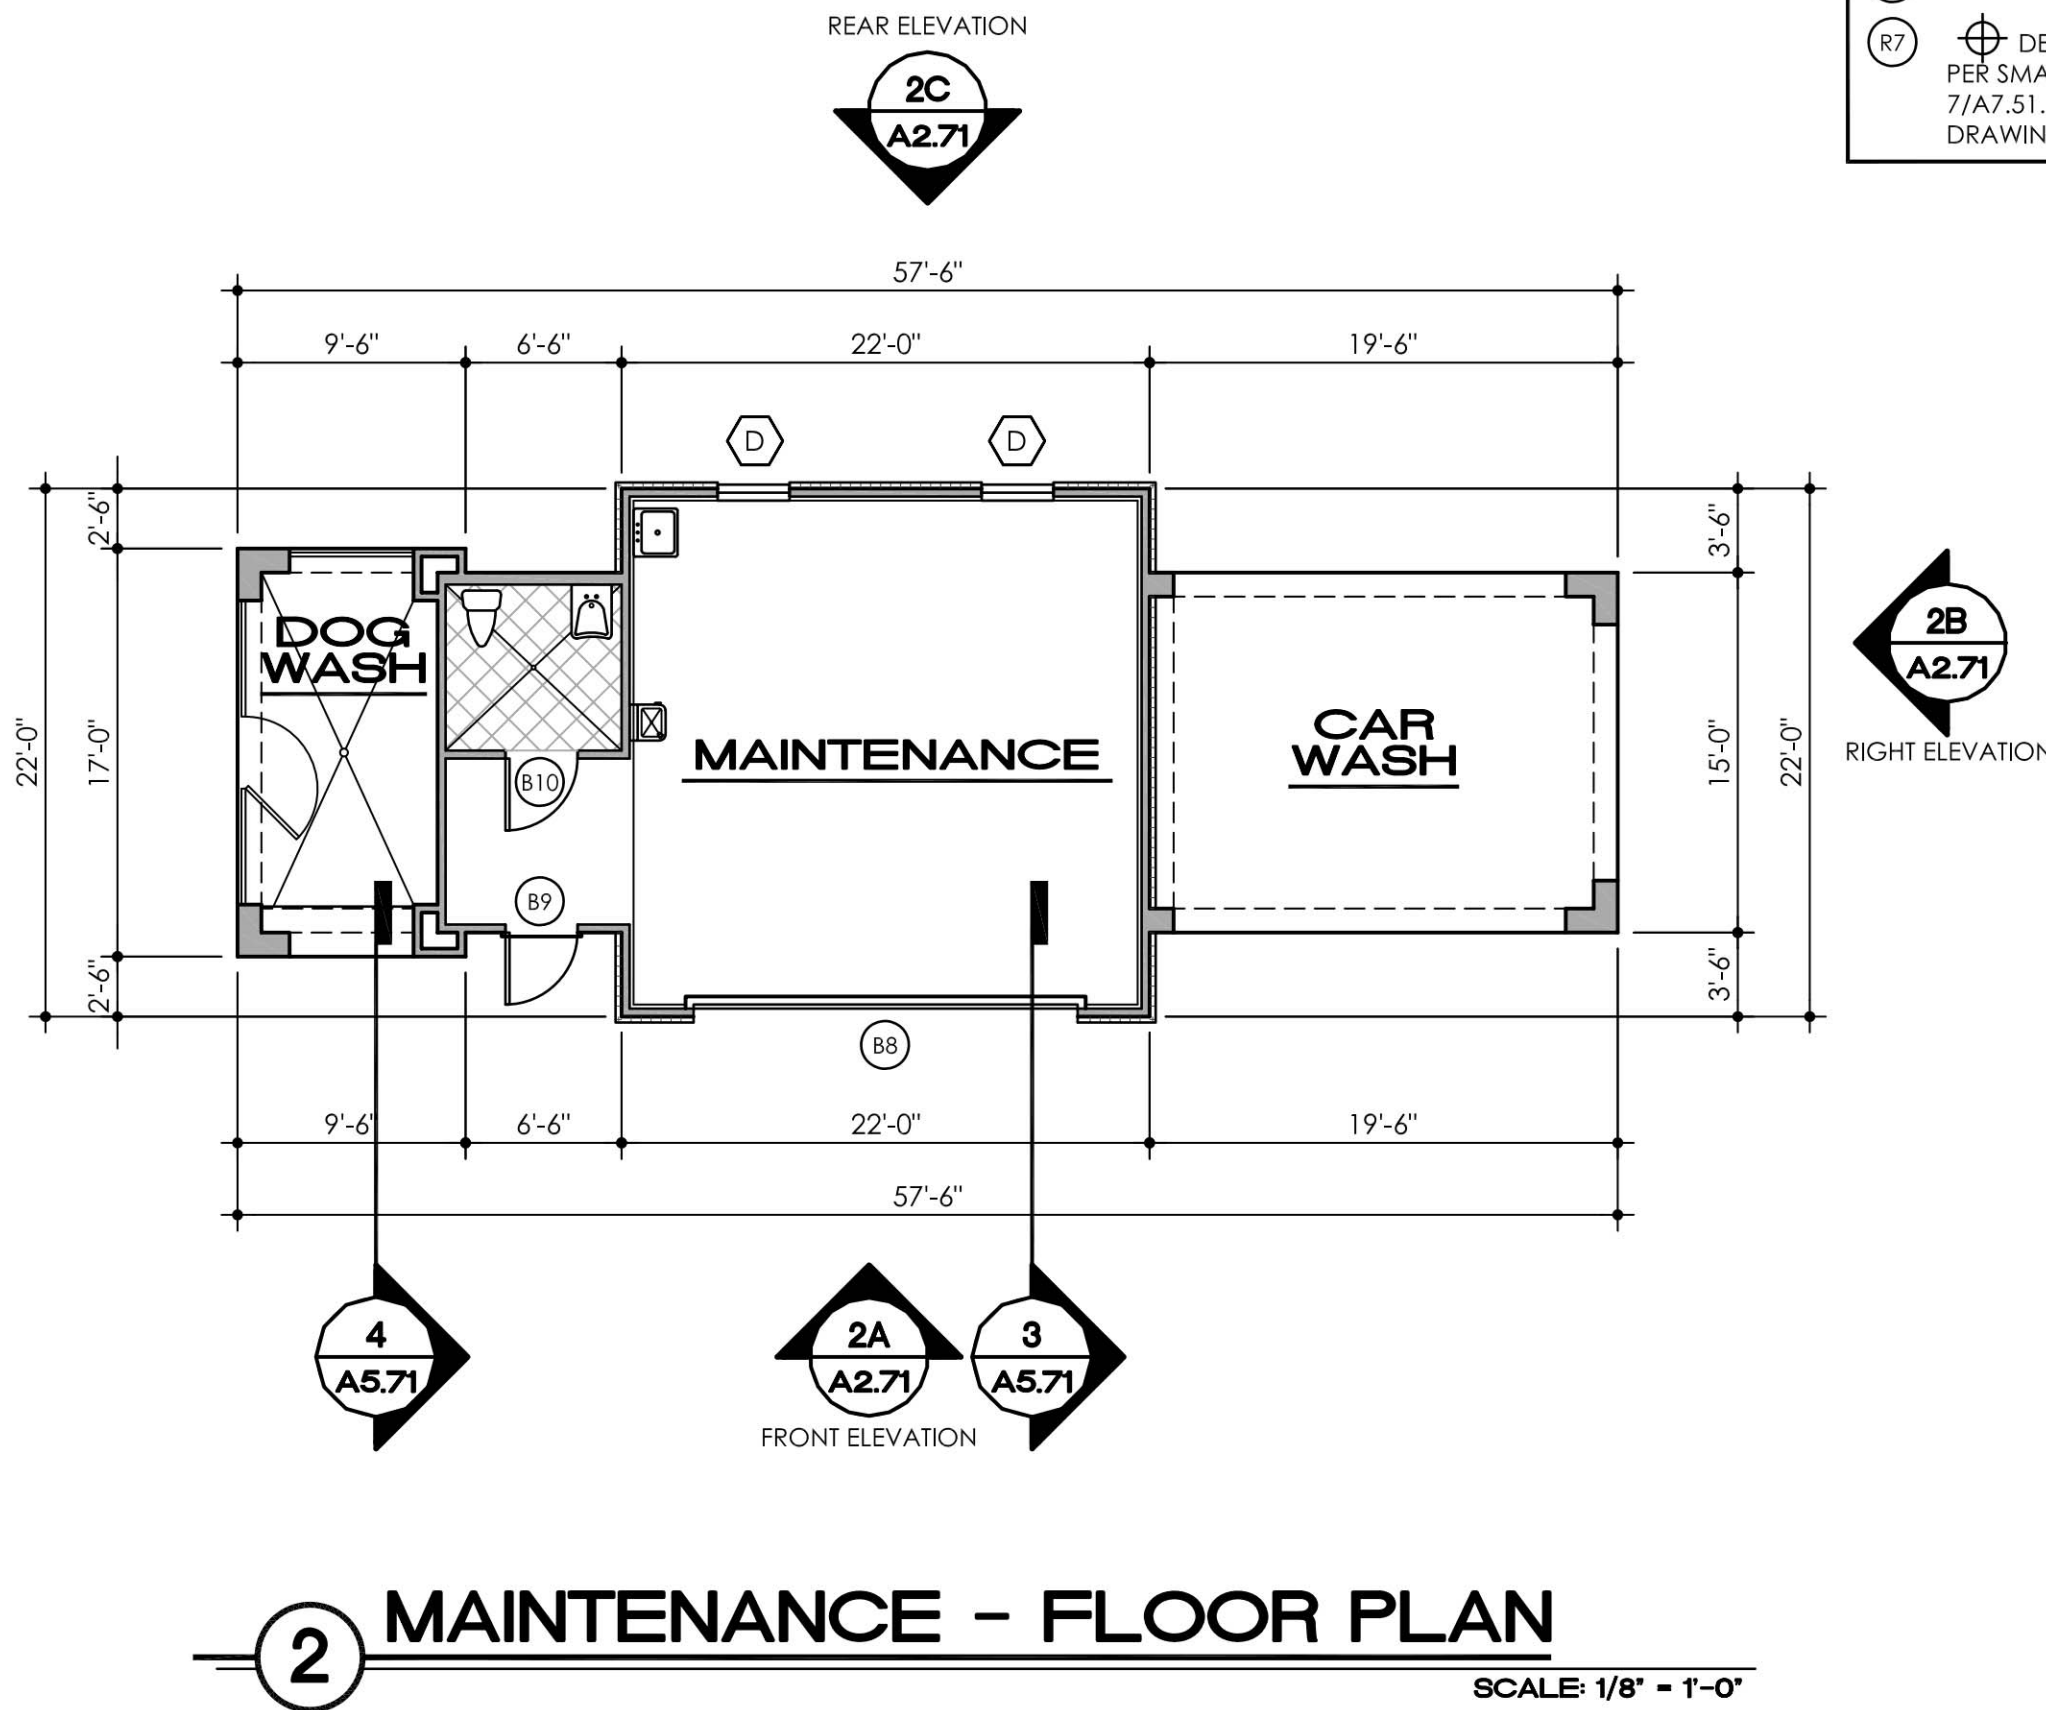 REAR ELEVATION
2C
A2.71
R7
DE
PER SMA
7/A7.51.
DRAWIN
57'-6"
9'-6"
6'-6"
22'-0"
19'-6"
D
D
2'-6"
17'-0"
2'-6"
22'-0"
3'-6"
15'-0"
3'-6"
22'-0"
DOG
WASH
MAINTENANCE
CAR
WASH
B10
B9
B8
2B
A2.71
RIGHT ELEVATION
9'-6"
6'-6"
22'-0"
19'-6"
57'-6"
4
A5.71
2A
A2.71
FRONT ELEVATION
3
A5.71
2
MAINTENANCE - FLOOR PLAN
SCALE: 1/8" = 1'-0"